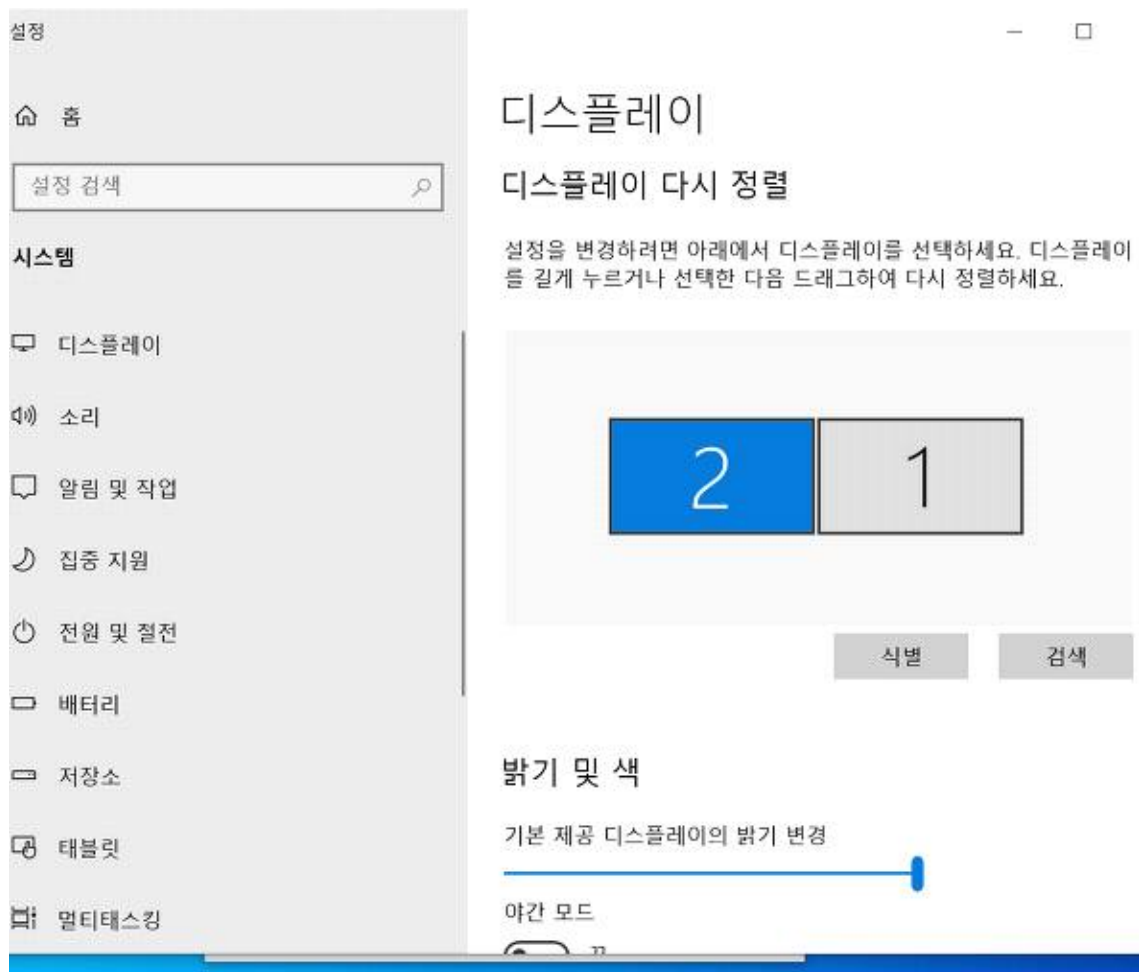 설정
홈
설정 검색
시스템
디스플레이
소리
알림 및 작업
집중 지원
전원 및 절전
배터리
저장소
태블릿
멀티태스킹
디스플레이
디스플레이 다시 정렬
설정을 변경하려면 아래에서 디스플레이를 선택하세요. 디스플레이
를 길게 누르거나 선택한 다음 드래그하여 다시 정렬하세요.
2 1
식별 검색
밝기 및 색
기본 제공 디스플레이의 밝기 변경
야간 모드